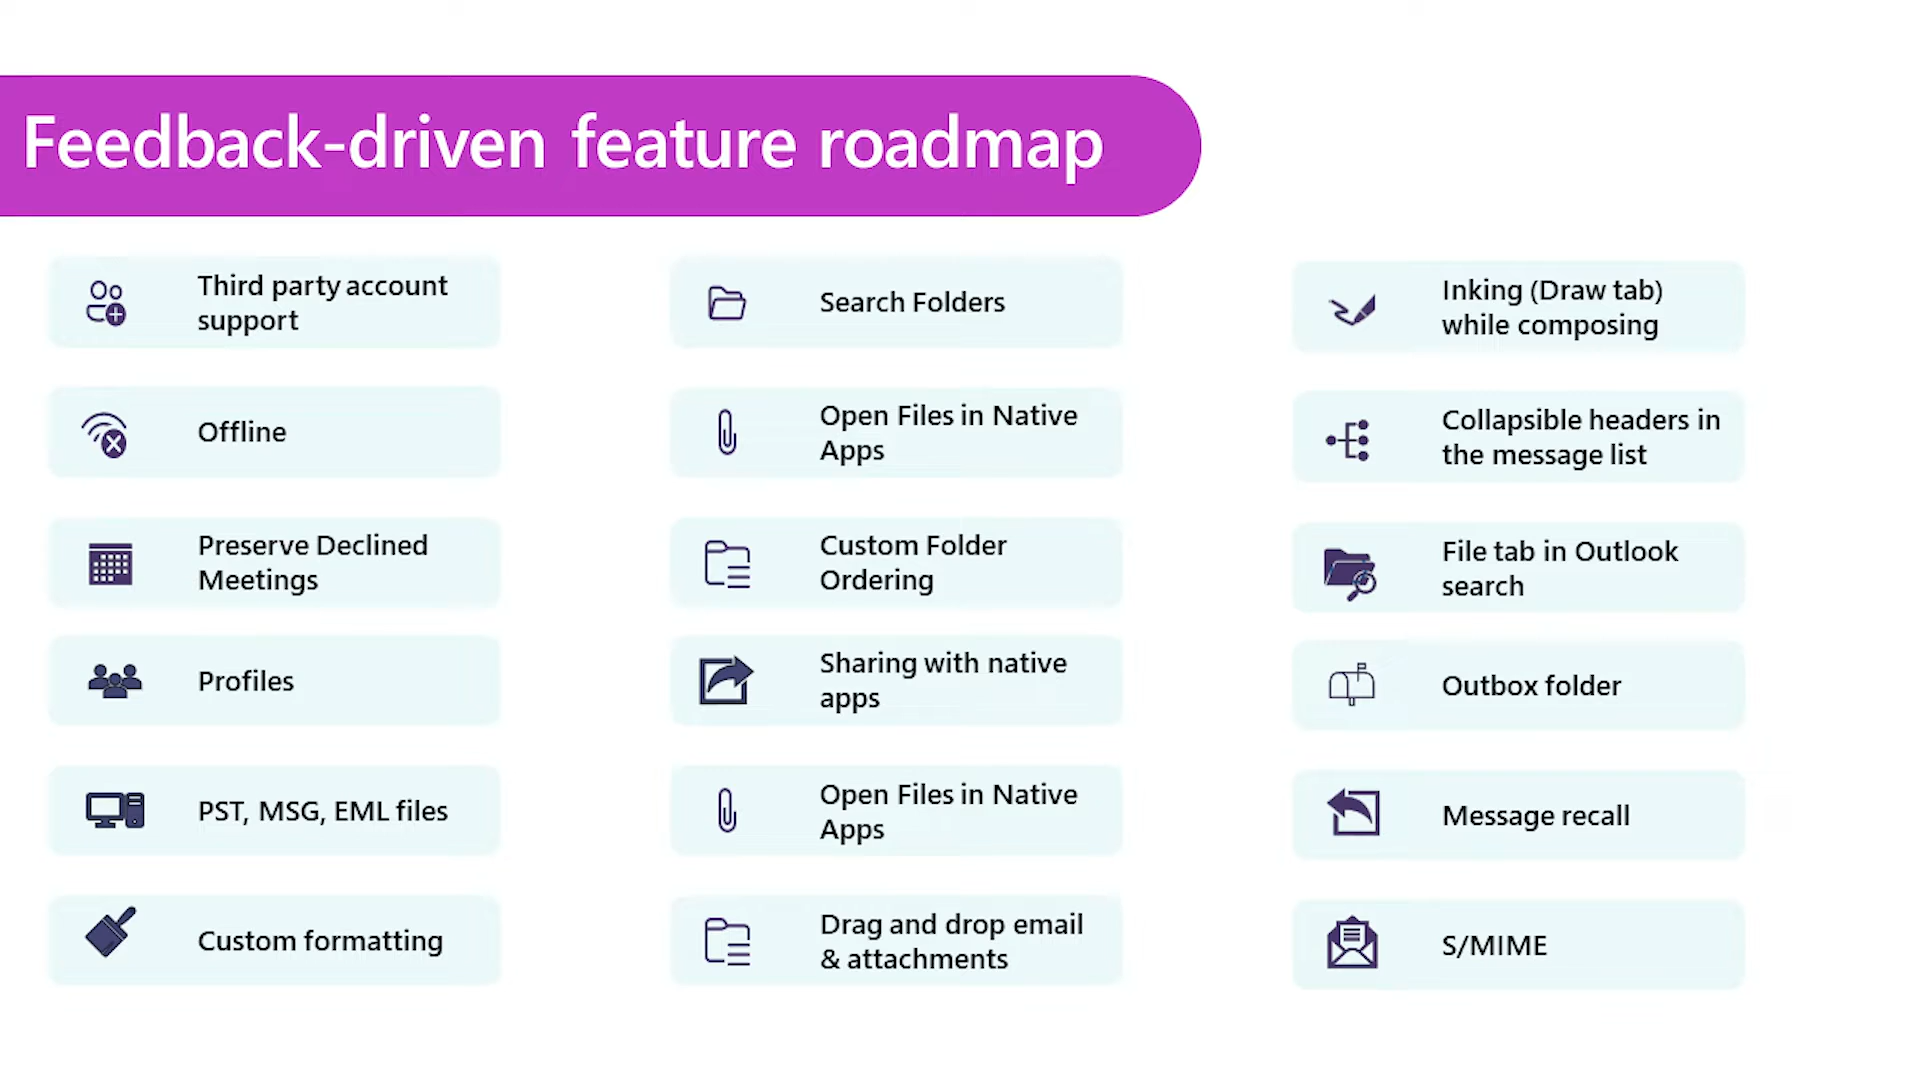 Feedback-driven feature roadmap
Third party account
support
Offline
Preserve Declined
Meetings
Profiles
PST, MSG, EML files
Custom formatting
Search Folders
Open Files in Native
Apps
Custom Folder
Ordering
Sharing with native
apps
Open Files in Native
Apps
Drag and drop email
& attachments
Inking (Draw tab)
while composing
Collapsible headers in
the message list
File tab in Outlook
search
Outbox folder
Message recall
S/MIME